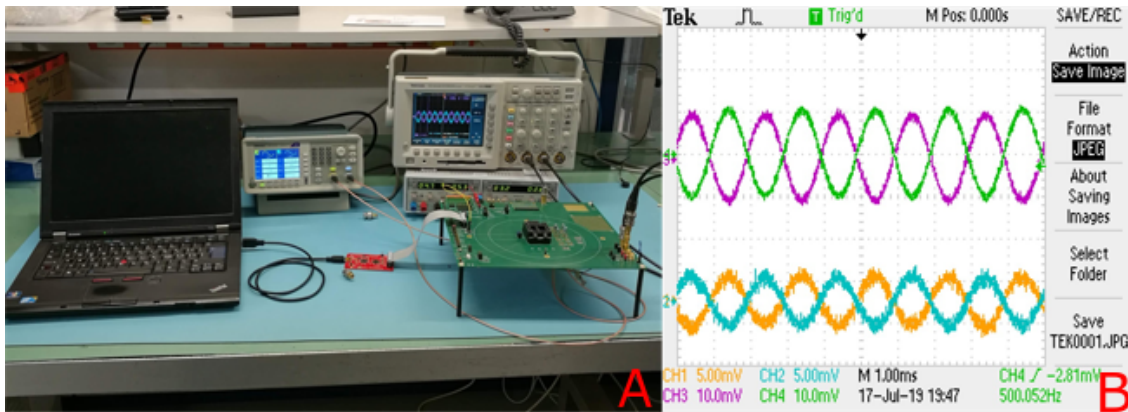 A
Tek
Trig'd
M Pos: 0.000s
SAVE/REC
Action
Save Image
File
Format
JPEG
About
Saving
Images
Select
Folder
Save
TEK0001.JPG
2
CH1 5.00mV CH2 5.00mV M 1.00ms CH4 -2.81mV
CH3 10.0mV CH4 10.0mV 17-Jul-19 19:47 500.052Hz
B